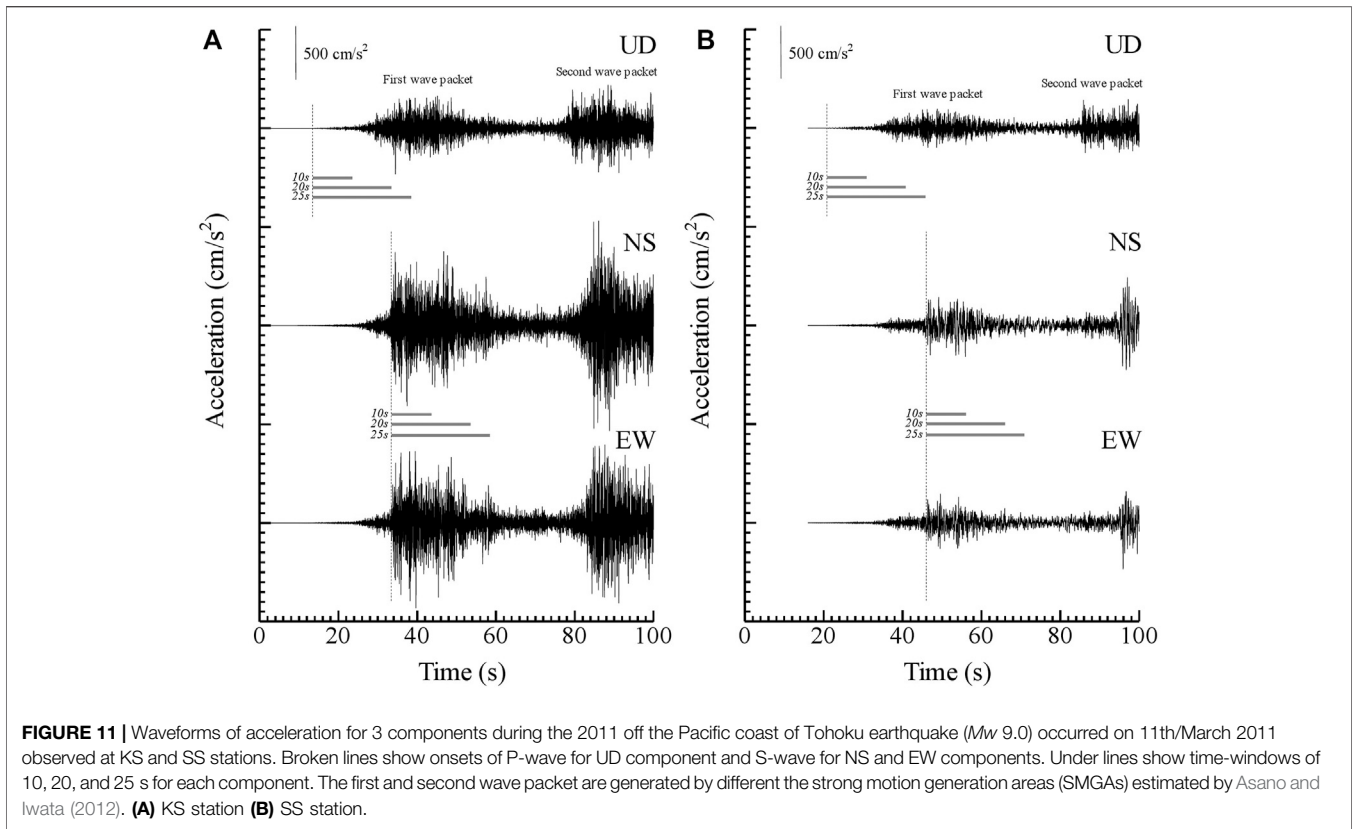 A
500 cm/s²
UD
First wave packet
Second wave packet
10s
20s
25s
NS
10s
20s
25s
EW
Acceleration (cm/s²)
0 20 40 60 80 100
Time (s)
B
500 cm/s²
UD
First wave packet
Second wave packet
10s
20s
25s
NS
10s
20s
25s
EW
Acceleration (cm/s²)
0 20 40 60 80 100
Time (s)
FIGURE 11 | Waveforms of acceleration for 3 components during the 2011 off the Pacific coast of Tohoku earthquake (Mw 9.0) occurred on 11th/March 2011
observed at KS and SS stations. Broken lines show onsets of P-wave for UD component and S-wave for NS and EW components. Under lines show time-windows of
10, 20, and 25 s for each component. The first and second wave packet are generated by different the strong motion generation areas (SMGAs) estimated by Asano and
Iwata (2012). (A) KS station (B) SS station.